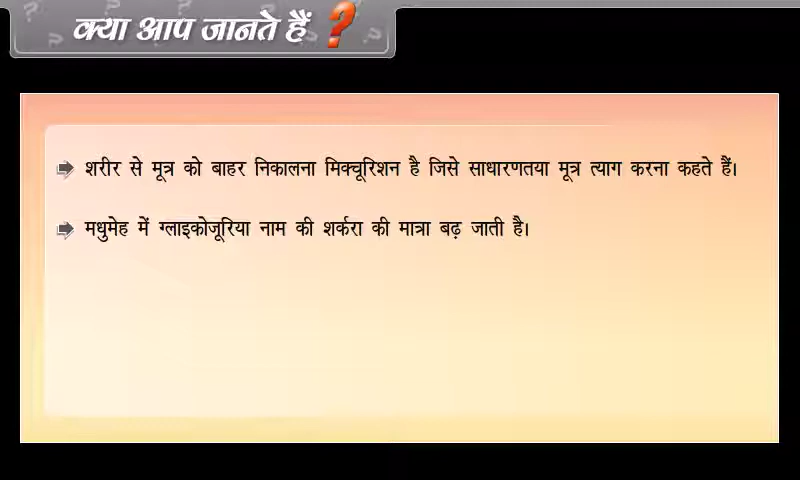 क्या आप जानते हैं ?
शरीर से मूत्र को बाहर निकालना मिक्चूरिशन है जिसे साधारणतया मूत्र त्याग करना कहते हैं।
मधुमेह में ग्लाइकोजूरिया नाम की शर्करा की मात्रा बढ़ जाती है।